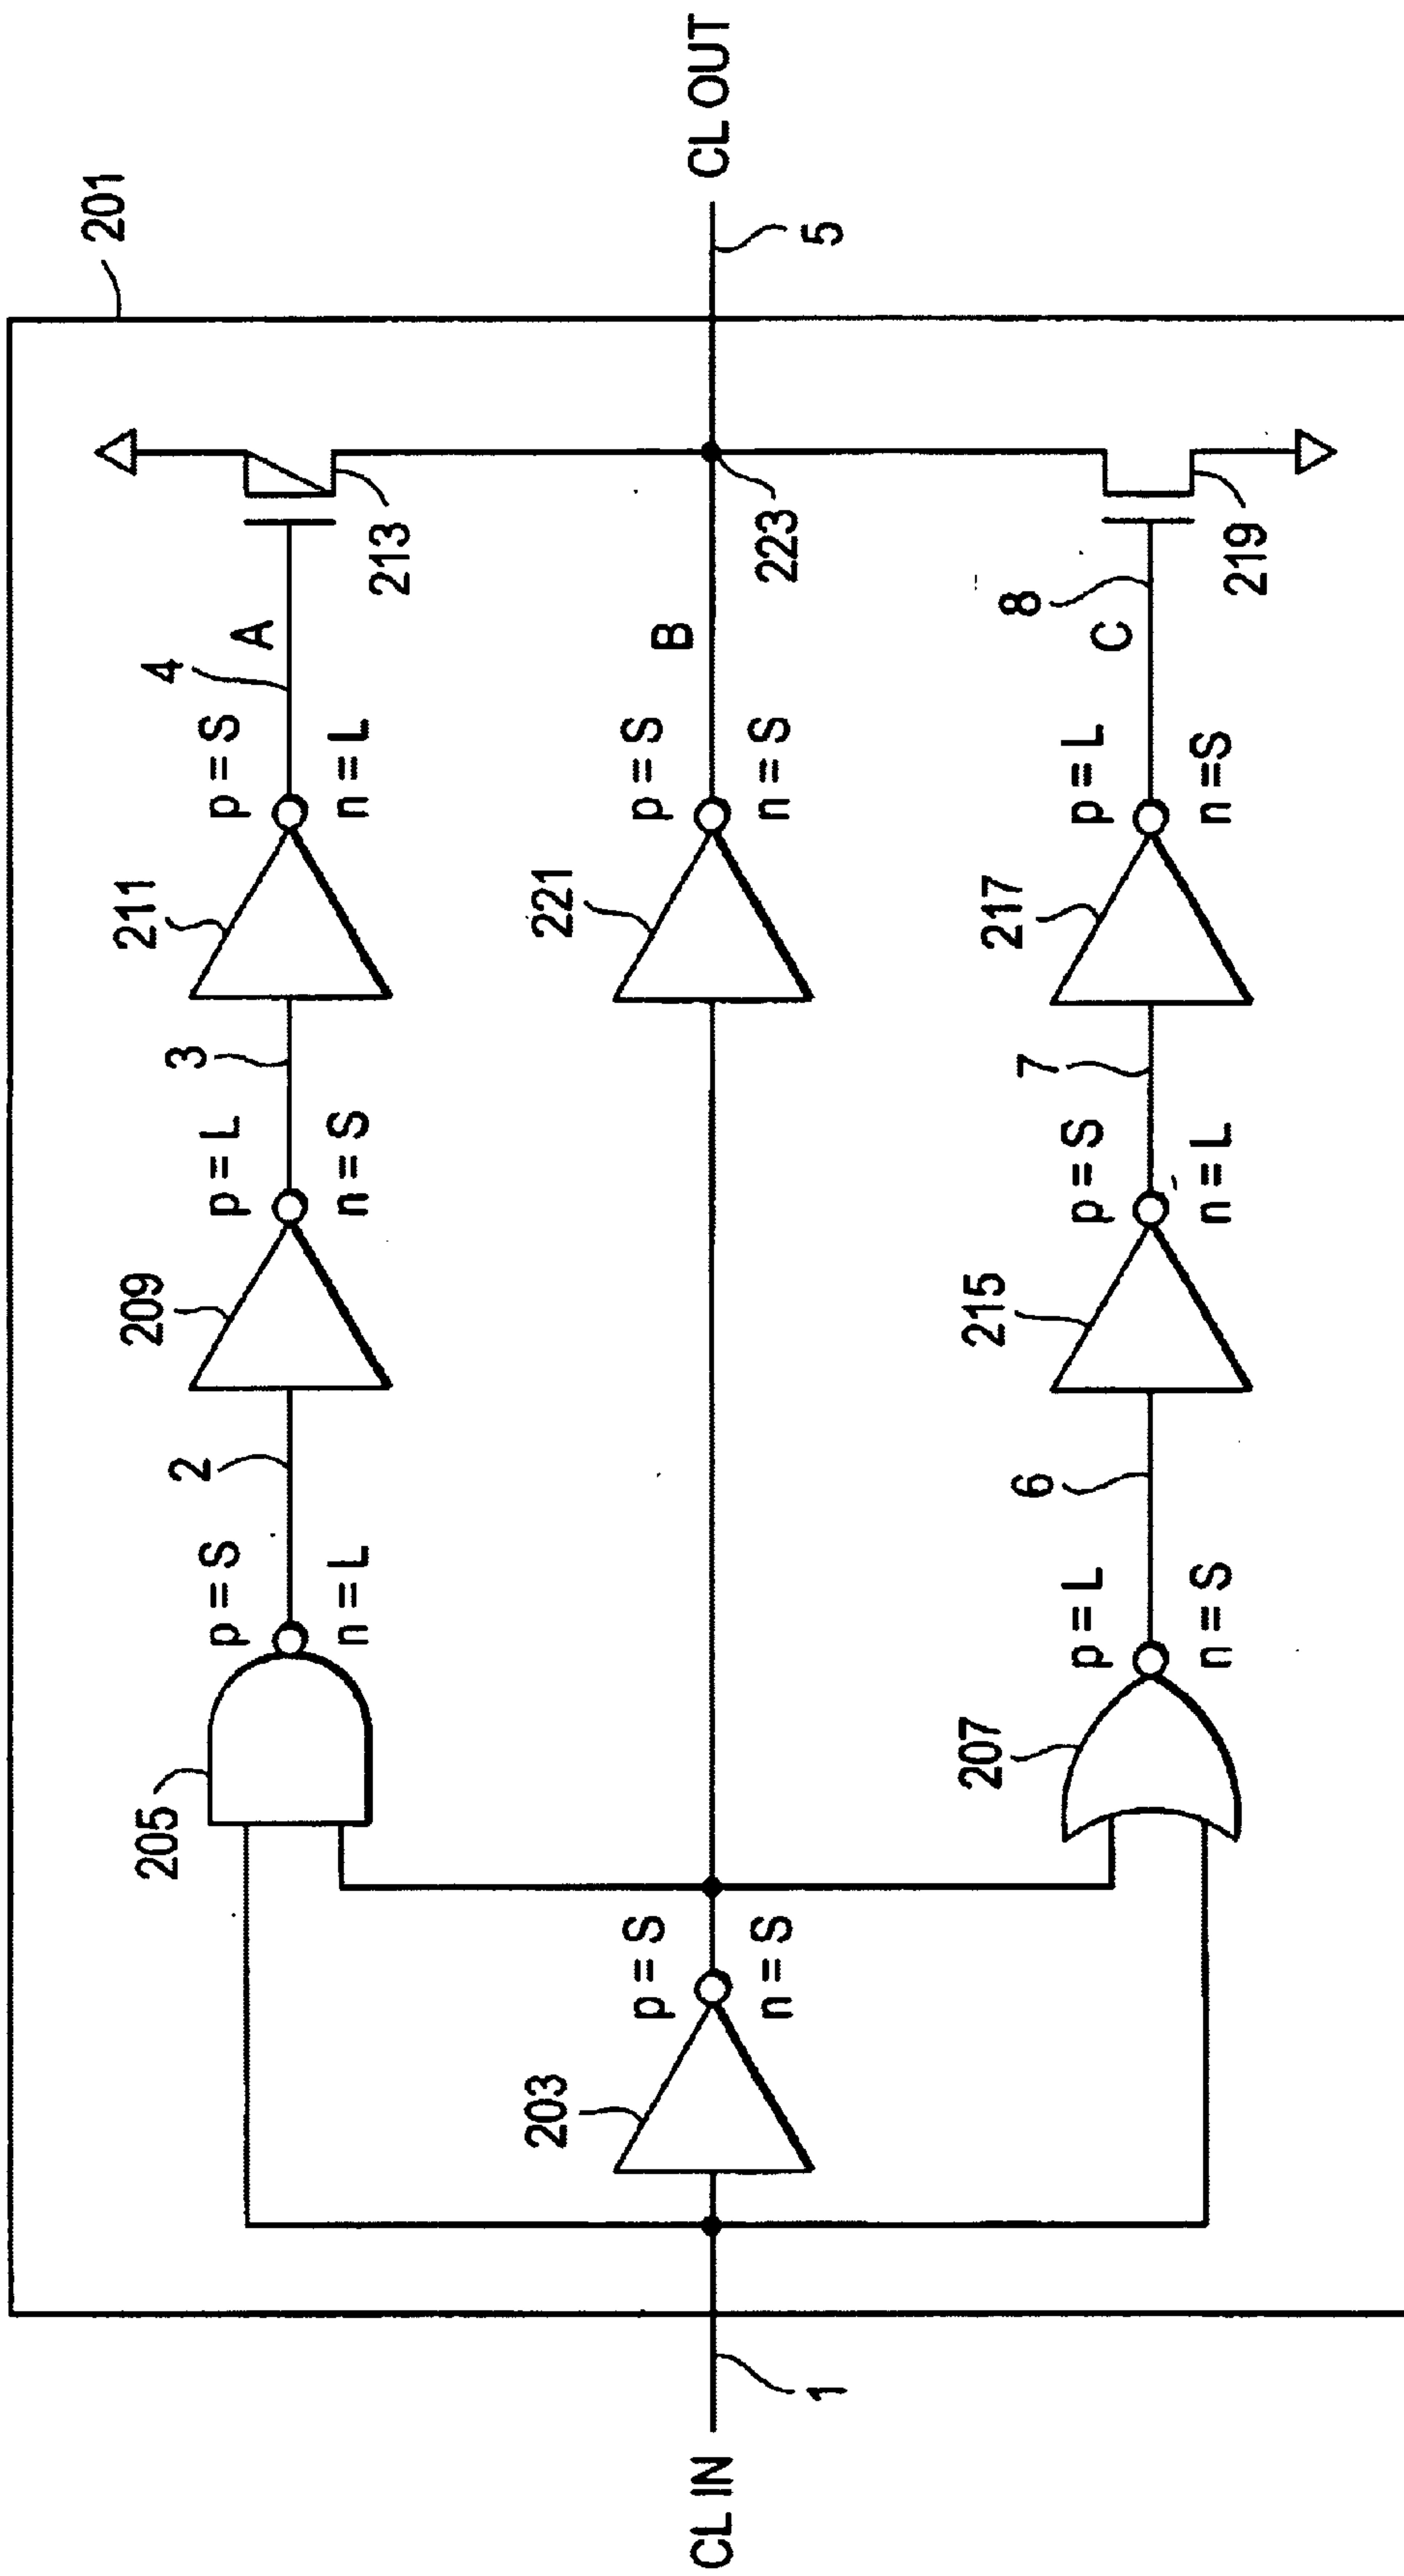 201
205
p = S
n = L
2
209
p = L
n = S
3
211
p = S
n = L
4
A
213
CL IN
1
203
p = S
n = S
221
p = S
n = S
B
223
5
CL OUT
207
p = L
n = S
6
215
p = S
n = L
7
217
p = L
n =S
C
8
219